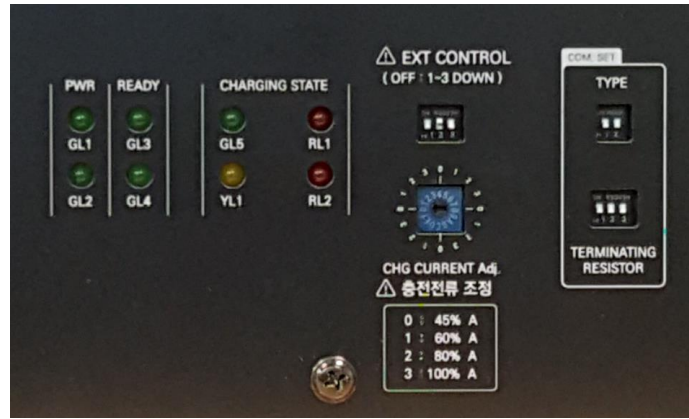 PWR READY
GL1 GL3
GL2 GL4
CHARGING STATE
GL5 RL1
YL1 RL2
⚠ EXT CONTROL
( OFF : 1-3 DOWN )
CHG CURRENT Adj.
⚠ 충전전류 조정
0 : 45% A
1 : 60% A
2 : 80% A
3 : 100% A
COM. SET
TYPE
TERMINATING
RESISTOR